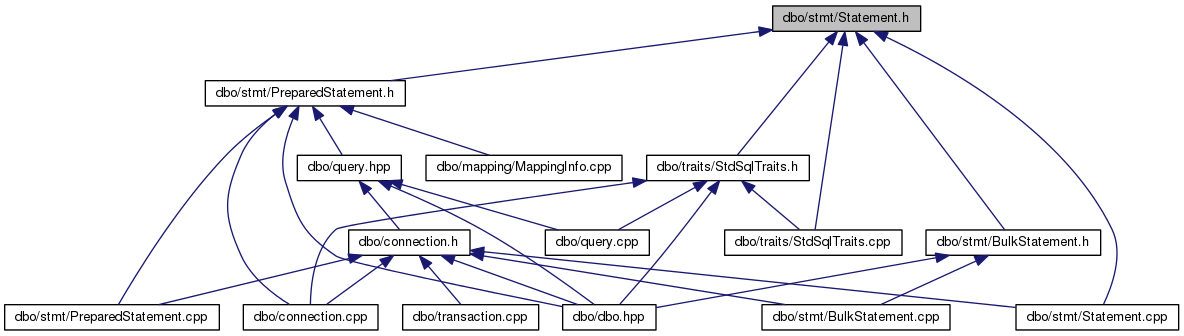 dbo/stmt/Statement.h
dbo/stmt/PreparedStatement.h
dbo/query.hpp
dbo/mapping/MappingInfo.cpp
dbo/traits/StdSqlTraits.h
dbo/connection.h
dbo/query.cpp
dbo/traits/StdSqlTraits.cpp
dbo/stmt/BulkStatement.h
dbo/stmt/PreparedStatement.cpp
dbo/connection.cpp
dbo/transaction.cpp
dbo/dbo.hpp
dbo/stmt/BulkStatement.cpp
dbo/stmt/Statement.cpp